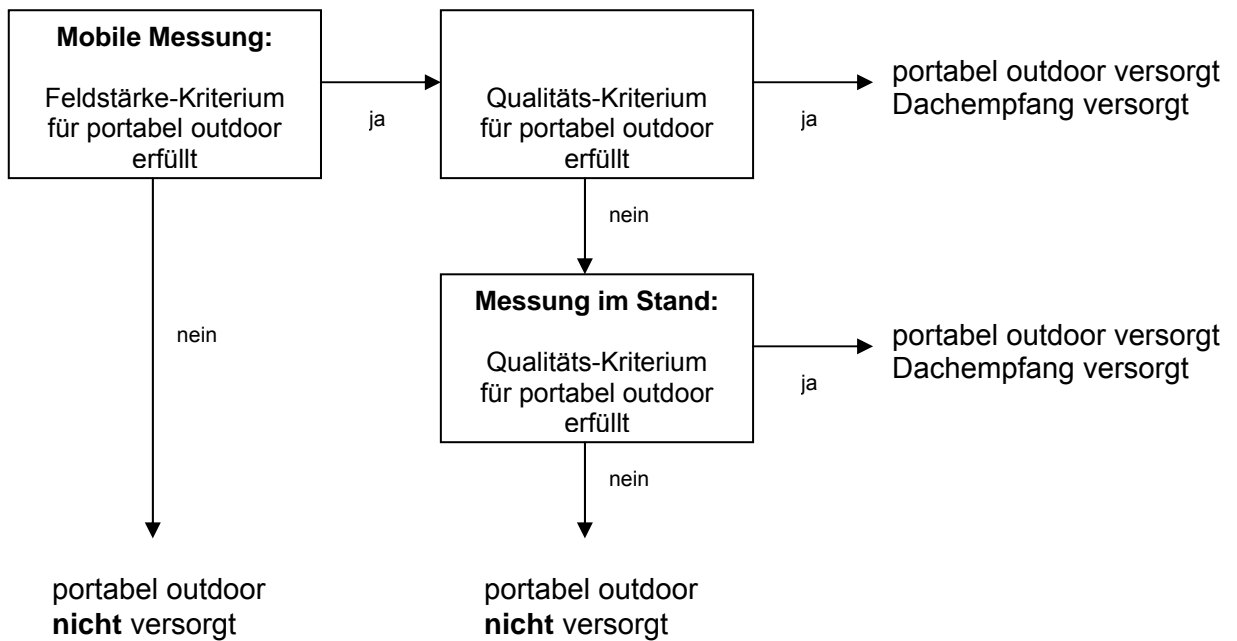 Mobile Messung:
Feldstärke-Kriterium
für portabel outdoor
erfüllt
ja
Qualitäts-Kriterium
für portabel outdoor
erfüllt
ja
portabel outdoor versorgt
Dachempfang versorgt
nein
nein
Messung im Stand:
Qualitäts-Kriterium
für portabel outdoor
erfüllt
ja
portabel outdoor versorgt
Dachempfang versorgt
nein
portabel outdoor
nicht versorgt
portabel outdoor
nicht versorgt